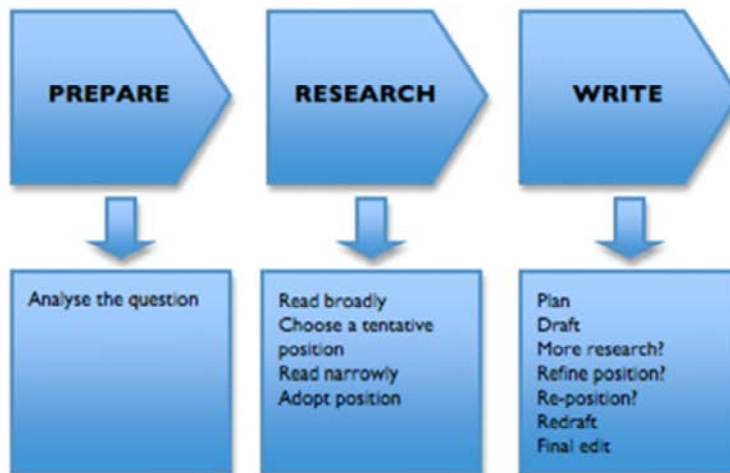 PREPARE
RESEARCH
WRITE
Analyse the question
Read broadly
Choose a tentative
position
Read narrowly
Adopt position
Plan
Draft
More research?
Refine position?
Re-position?
Redraft
Final edit